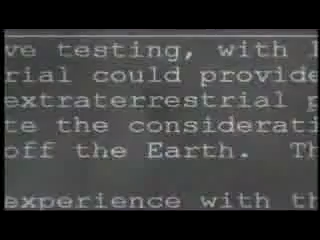 ve testing, with
rial could provide
extraterrestrial
te the considerati
off the Earth. Th
experience with th